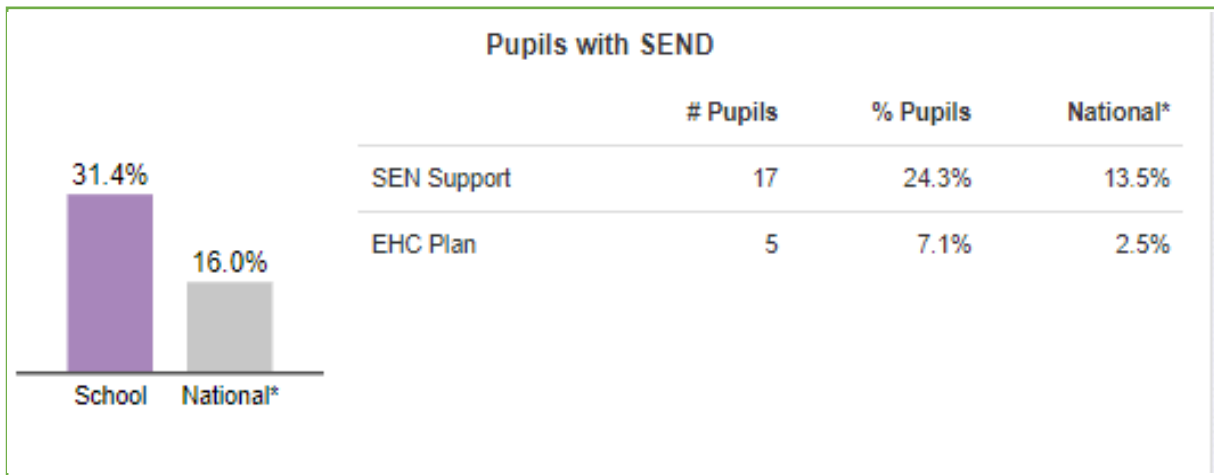 Pupils with SEND
# Pupils % Pupils National*
31.4%
SEN Support 17 24.3% 13.5%
16.0%
EHC Plan 5 7.1% 2.5%
School National*